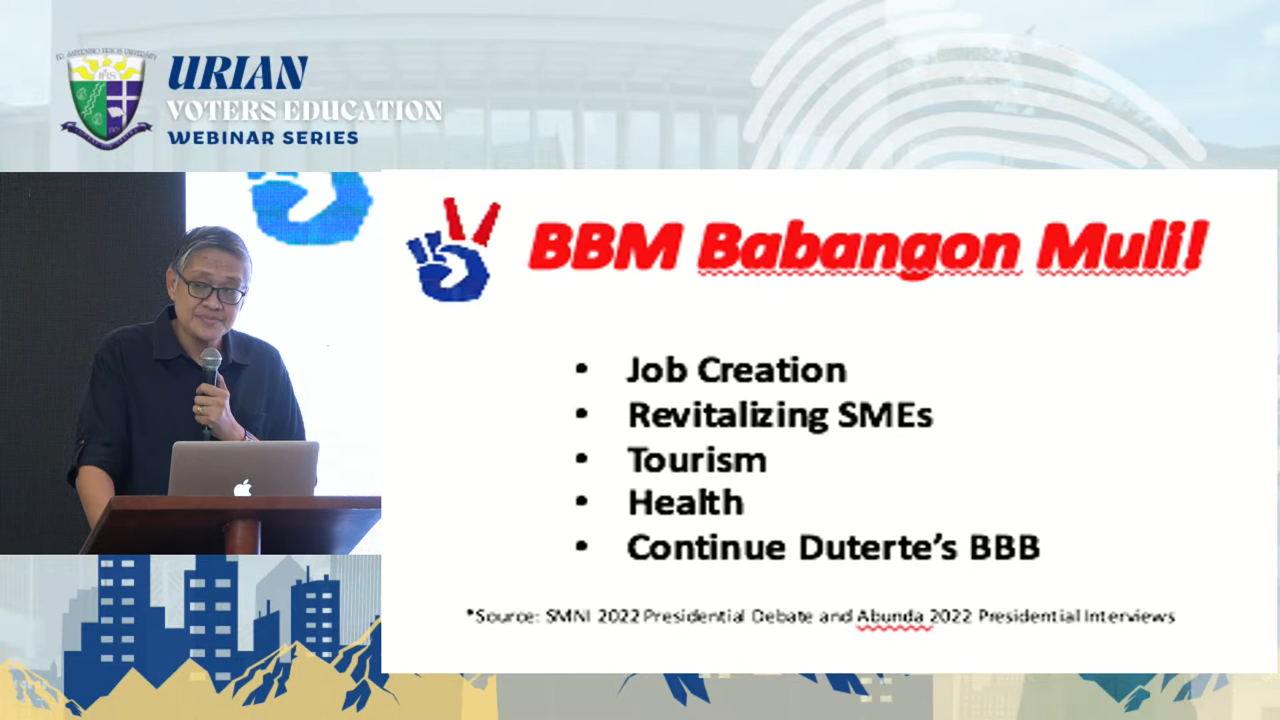 URIAN
VOTERS EDUCATION
WEBINAR SERIES
IHS
BBM Babangon Muli!
• Job Creation
• Revitalizing SMEs
• Tourism
• Health
• Continue Duterte's BBB
*Source: SMNI 2022 Presidential Debate and Abunda 2022 Presidential Interviews